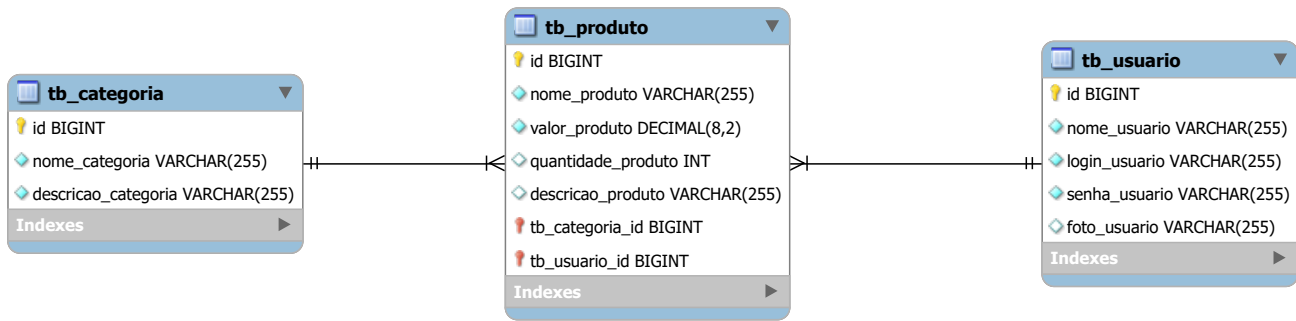 tb_categoria
id BIGINT
nome_categoria VARCHAR(255)
descricao_categoria VARCHAR(255)
Indexes
tb_produto
id BIGINT
nome_produto VARCHAR(255)
valor_produto DECIMAL(8,2)
quantidade_produto INT
descricao_produto VARCHAR(255)
tb_categoria_id BIGINT
tb_usuario_id BIGINT
Indexes
tb_usuario
id BIGINT
nome_usuario VARCHAR(255)
login_usuario VARCHAR(255)
senha_usuario VARCHAR(255)
foto_usuario VARCHAR(255)
Indexes